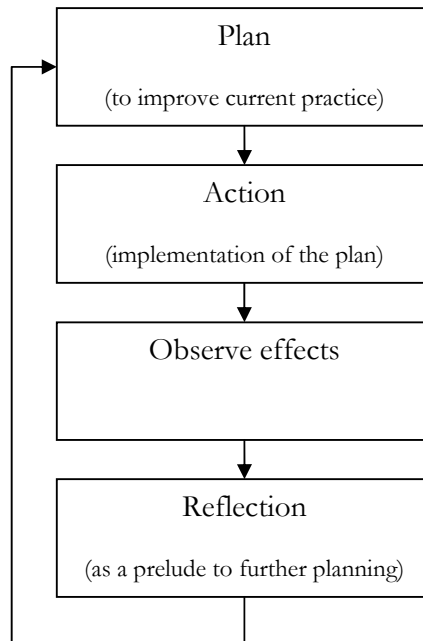 Plan
(to improve current practice)
Action
(implementation of the plan)
Observe effects
Reflection
(as a prelude to further planning)